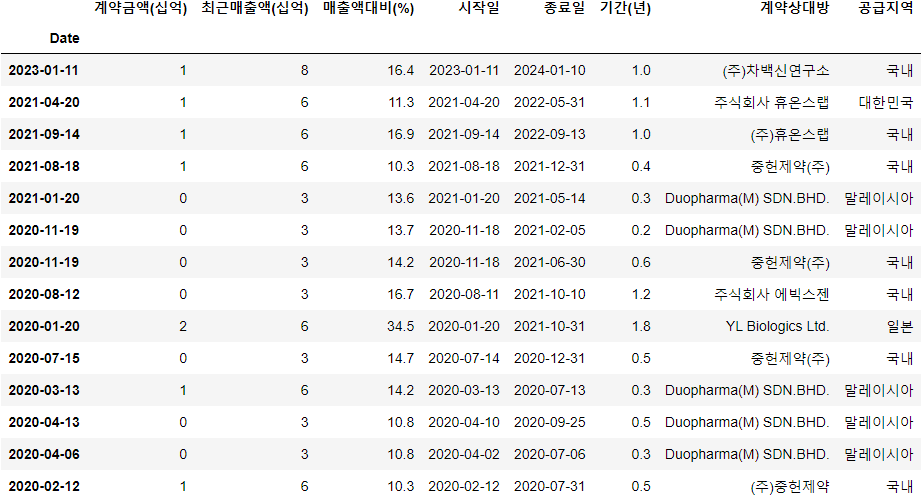 계약금액(십억) 최근매출액(십억) 매출액대비(%) 시작일 종료일 기간(년) 계약상대방 공급지역
Date
2023-01-11 1 8 16.4 2023-01-11 2024-01-10 1.0 (주)차백신연구소 국내
2021-04-20 1 6 11.3 2021-04-20 2022-05-31 1.1 주식회사 휴온스랩 대한민국
2021-09-14 1 6 16.9 2021-09-14 2022-09-13 1.0 (주)휴온스랩 국내
2021-08-18 1 6 10.3 2021-08-18 2021-12-31 0.4 중헌제약(주) 국내
2021-01-20 0 3 13.6 2021-01-20 2021-05-14 0.3 Duopharma(M) SDN.BHD. 말레이시아
2020-11-19 0 3 13.7 2020-11-18 2021-02-05 0.2 Duopharma(M) SDN.BHD. 말레이시아
2020-11-19 0 3 14.2 2020-11-18 2021-06-30 0.6 중헌제약(주) 국내
2020-08-12 0 3 16.7 2020-08-11 2021-10-10 1.2 주식회사 에빅스젠 국내
2020-01-20 2 6 34.5 2020-01-20 2021-10-31 1.8 YL Biologics Ltd. 일본
2020-07-15 0 3 14.7 2020-07-14 2020-12-31 0.5 중헌제약(주) 국내
2020-03-13 1 6 14.2 2020-03-13 2020-07-13 0.3 Duopharma(M) SDN.BHD. 말레이시아
2020-04-13 0 3 10.8 2020-04-10 2020-09-25 0.5 Duopharma(M) SDN.BHD. 말레이시아
2020-04-06 0 3 10.8 2020-04-02 2020-07-06 0.3 Duopharma(M) SDN.BHD. 말레이시아
2020-02-12 1 6 10.3 2020-02-12 2020-07-31 0.5 (주)중헌제약 국내